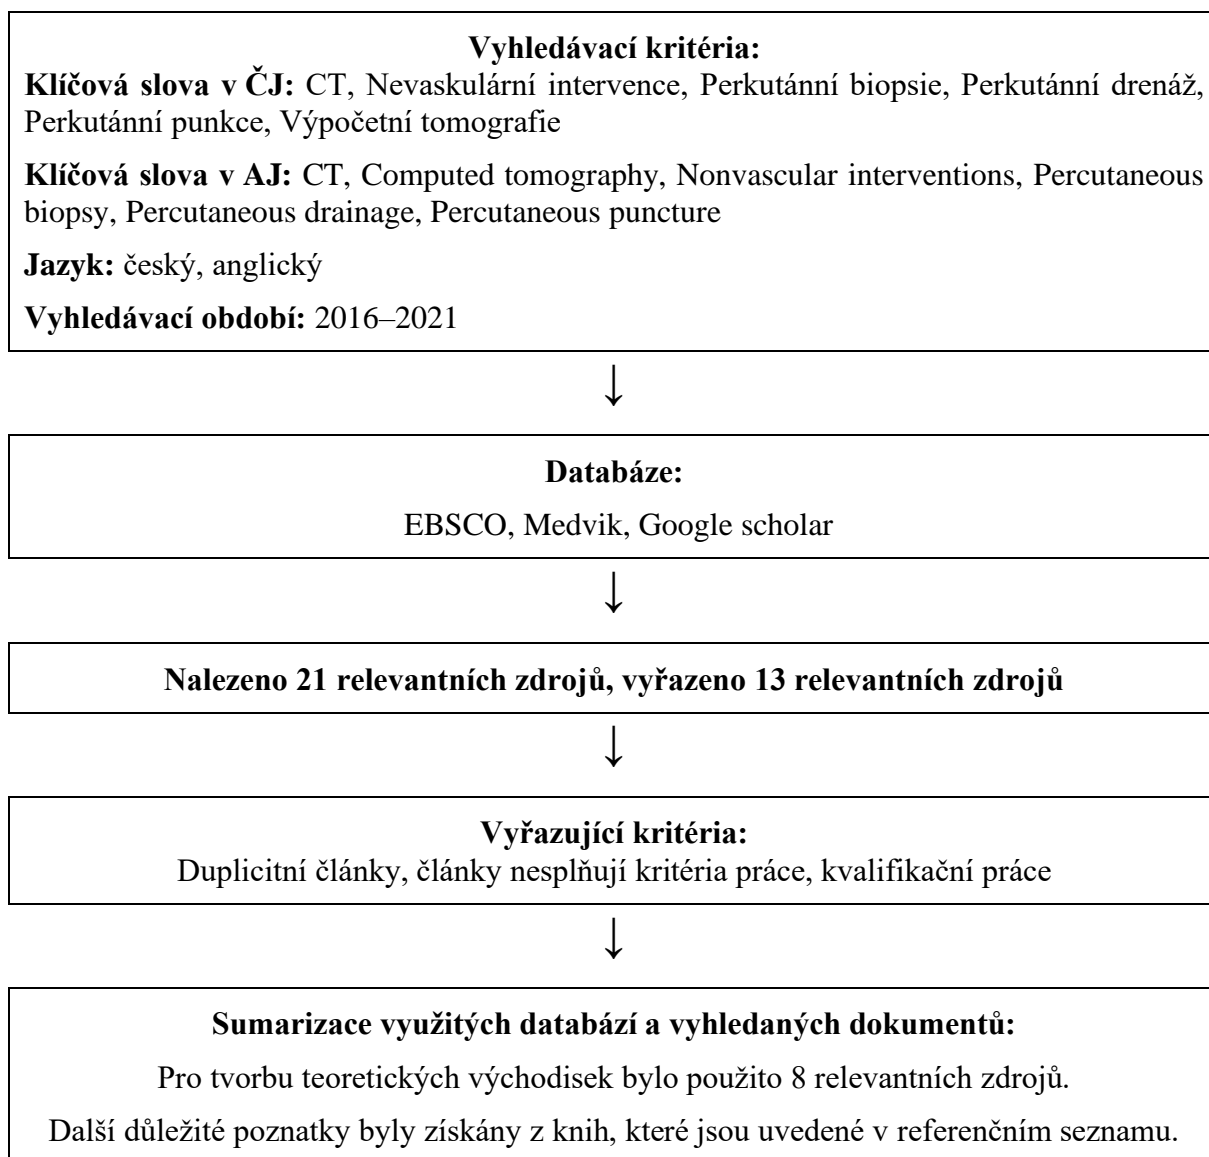 Vyhledávací kritéria:
Klíčová slova v ČJ: CT, Nevaskulární intervence, Perkutánní biopsie, Perkutánní drenáž,
Perkutánní punkce, Výpočetní tomografie
Klíčová slova v AJ: CT, Computed tomography, Nonvascular interventions, Percutaneous
biopsy, Percutaneous drainage, Percutaneous puncture
Jazyk: český, anglický
Vyhledávací období: 2016–2021
↓
Databáze:
EBSCO, Medvik, Google scholar
↓
Nalezeno 21 relevantních zdrojů, vyřazeno 13 relevantních zdrojů
↓
Vyřazující kritéria:
Duplicitní články, články nesplňují kritéria práce, kvalifikační práce
↓
Sumarizace využitých databází a vyhledaných dokumentů:
Pro tvorbu teoretických východisek bylo použito 8 relevantních zdrojů.
Další důležité poznatky byly získány z knih, které jsou uvedené v referenčním seznamu.